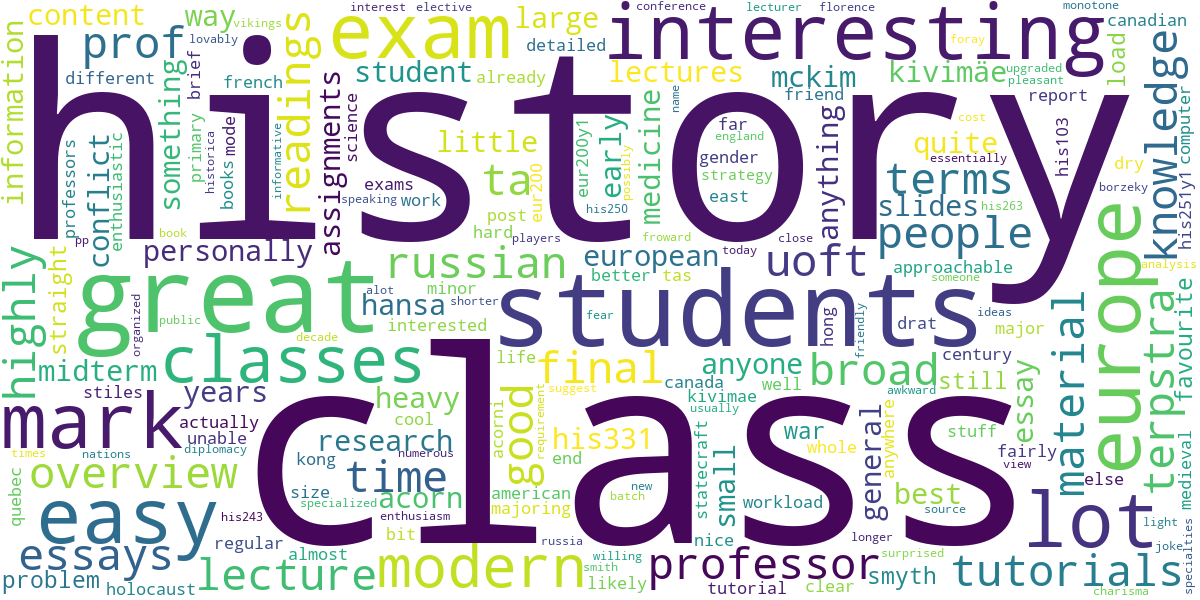 history
class
great
students
interesting
exam
easy
mark
europe
modern
classes
lot
people
professor
lecture
tutorials
essays
overview
time
prof
readings
final
good
broad
russian
terms
knowledge
material
terpstra
highly
uoft
ta
content
way
information
something
conflict
personally
assignments
student
large
lectures
mckim
kivimäe
little
early
medicine
anything
quite
slides
european
hansa
midterm
years
heavy
research
acorn
his331
anyone
general
small
best
still
essay
smyth
problem
load
favourite
straight
different
brief
french
lovably
vikings
interest
elective
detailed
already
conference
lecturer
florence
monotone
canadian
foray
upgraded
pleasant
friend
report
name
far
england
gender
strategy
east
cost
essentially
his103
dry
his251y1
computer
borzeky
approachable
analysis
someone
professors
enthusiastic
primary
historica
books
mode
informative
science
exams
speaking
work
hard
post
players
eur200
eur200y1
his250
possibly
froward
today
close
his263
pp
book
organized
public
alot
shorter
minor
interested
decade
better
tas
hong
drat
friendly
ideas
major
century
medieval
fear
life
suggest
requirement
canada
kivimae
well
usually
awkward
stuff
fairly
view
else
stiles
actually
unable
cool
times
nations
diplomacy
quebec
kong
numerous
acorni
end
war
whole
anywhere
size
american
majoring
specialized
batch
new
statecraft
workload
source
his243
enthusiasm
russia
nice
longer
light
joke
specialties
regular
almost
bit
willing
smith
likely
tutorial
clear
surprised
charisma
holocaust